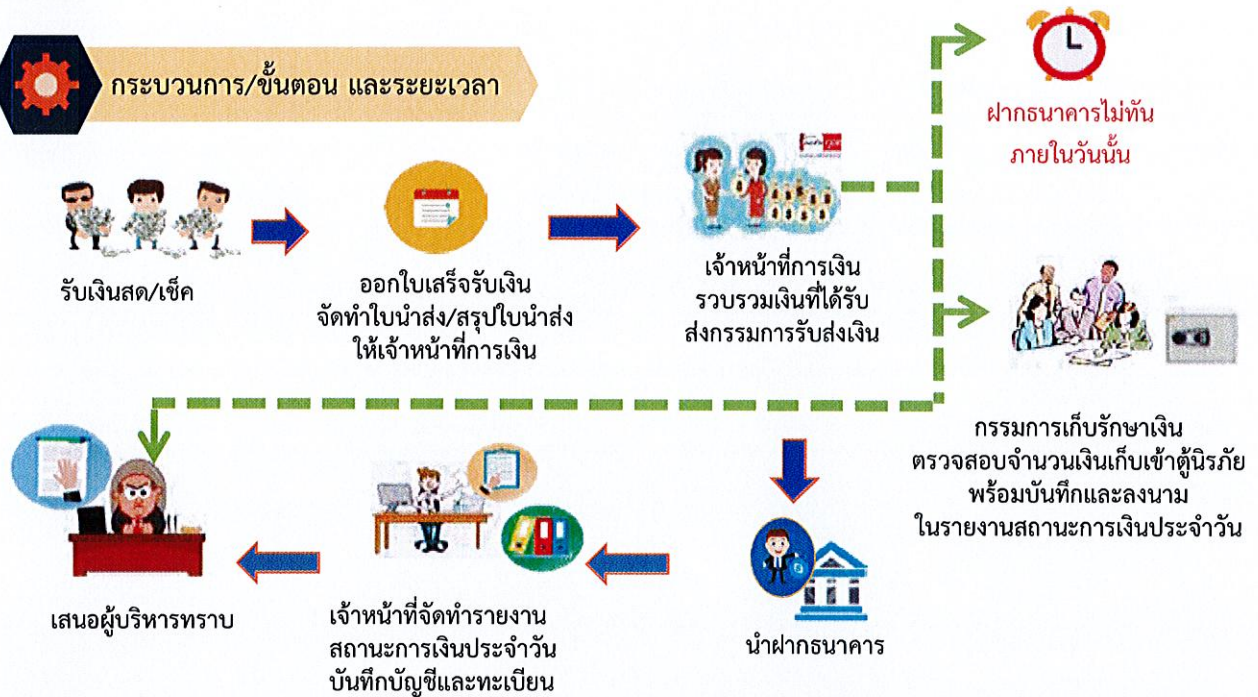 กระบวนการ/ขั้นตอน และระยะเวลา
ฝากธนาคารไม่ทัน
ภายในวันนั้น
รับเงินสด/เช็ค
ออกใบเสร็จรับเงิน
จัดทำใบนำส่ง/สรุปใบนำส่ง
ให้เจ้าหน้าที่การเงิน
เจ้าหน้าที่การเงิน
รวบรวมเงินที่ได้รับ
ส่งกรรมการรับส่งเงิน
กรรมการเก็บรักษาเงิน
ตรวจสอบจำนวนเงินเก็บเข้าตู้นิรภัย
พร้อมบันทึกและลงนาม
ในรายงานสถานะการเงินประจำวัน
นำฝากธนาคาร
เจ้าหน้าที่จัดทำรายงาน
สถานะการเงินประจำวัน
บันทึกบัญชีและทะเบียน
เสนอผู้บริหารทราบ